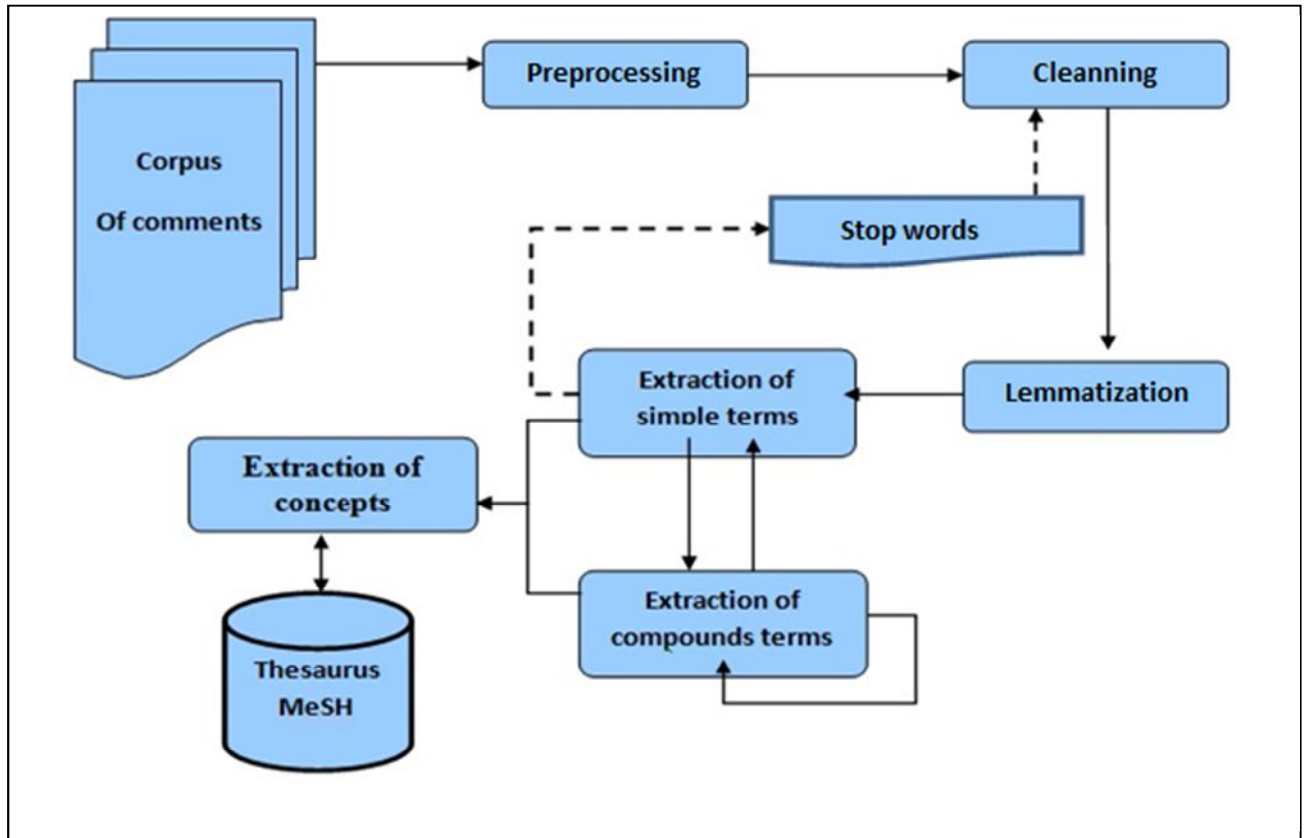 Corpus
Of comments
Preprocessing
Cleanning
Stop words
Lemmatization
Extraction of
simple terms
Extraction of
concepts
Extraction of
compounds terms
Thesaurus
MeSH